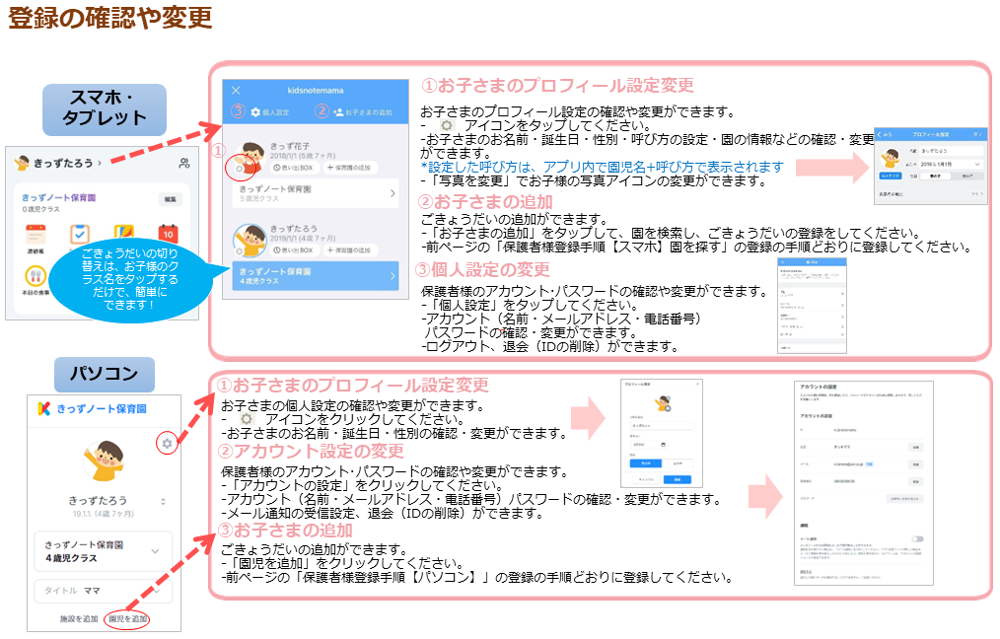 登録の確認や変更
スマホ・
タブレット
きっずたろう >
きっずノート保育園
０歳児クラス
編集
連絡帳
10
本日の食事
ごきょうだいの切り
替えは、お子様のク
ラス名をタップする
だけで、簡単に
できます！
kidsnotemama
③ 個人設定
② お子さまの追加
①
きっず花子
2018/1/1 (5歳 7ヶ月)
思い出BOX
＋保育園の追加
きっずノート保育園
５歳児クラス
きっずたろう
2019/1/1 (4歳 7ヶ月)
思い出BOX
＋保育園の追加
きっずノート保育園
４歳児クラス
①お子さまのプロフィール設定変更
お子さまのプロフィール設定の確認や変更ができます。
- アイコンをタップしてください。
-お子さまのお名前・誕生日・性別・呼び方の設定・園の情報などの確認・変更
ができます。
*設定した呼び方は、アプリ内で園児名+呼び方で表示されます
-「写真を変更」でお子様の写真アイコンの変更ができます。
プロフィール設定
きっずたろう
2019年1月1日
男の子
②お子さまの追加
ごきょうだいの追加ができます。
-「お子さまの追加」をタップして、園を検索し、ごきょうだいの登録をしてください。
-前ページの「保護者様登録手順【スマホ】園を探す」の登録の手順どおりに登録してください。
③個人設定の変更
保護者様のアカウント･パスワードの確認や変更ができます。
-「個人設定」をタップしてください。
-アカウント（名前・メールアドレス・電話番号）
パスワードの確認・変更ができます。
-ログアウト、退会（IDの削除）ができます。
パソコン
きっずノート保育園
きっずたろう
19.1.1. (4歳 7ヶ月)
きっずノート保育園
４歳児クラス
タイトル ママ
施設を追加
園児を追加
①お子さまのプロフィール設定変更
お子さまの個人設定の確認や変更ができます。
- アイコンをクリックしてください。
-お子さまのお名前・誕生日・性別の確認・変更ができます。
②アカウント設定の変更
保護者様のアカウント･パスワードの確認や変更ができます。
-「アカウントの設定」をクリックしてください。
-アカウント（名前・メールアドレス・電話番号）パスワードの確認・変更ができます。
-メール通知の受信設定、退会（IDの削除）ができます。
③お子さまの追加
ごきょうだいの追加ができます。
-「園児を追加」をクリックしてください。
-前ページの「保護者様登録手順【パソコン】」の登録の手順どおりに登録してください。
プロフィール設定
きっずたろう
アカウントの設定
アカウントの設定
kidsnotemama
きっずママ